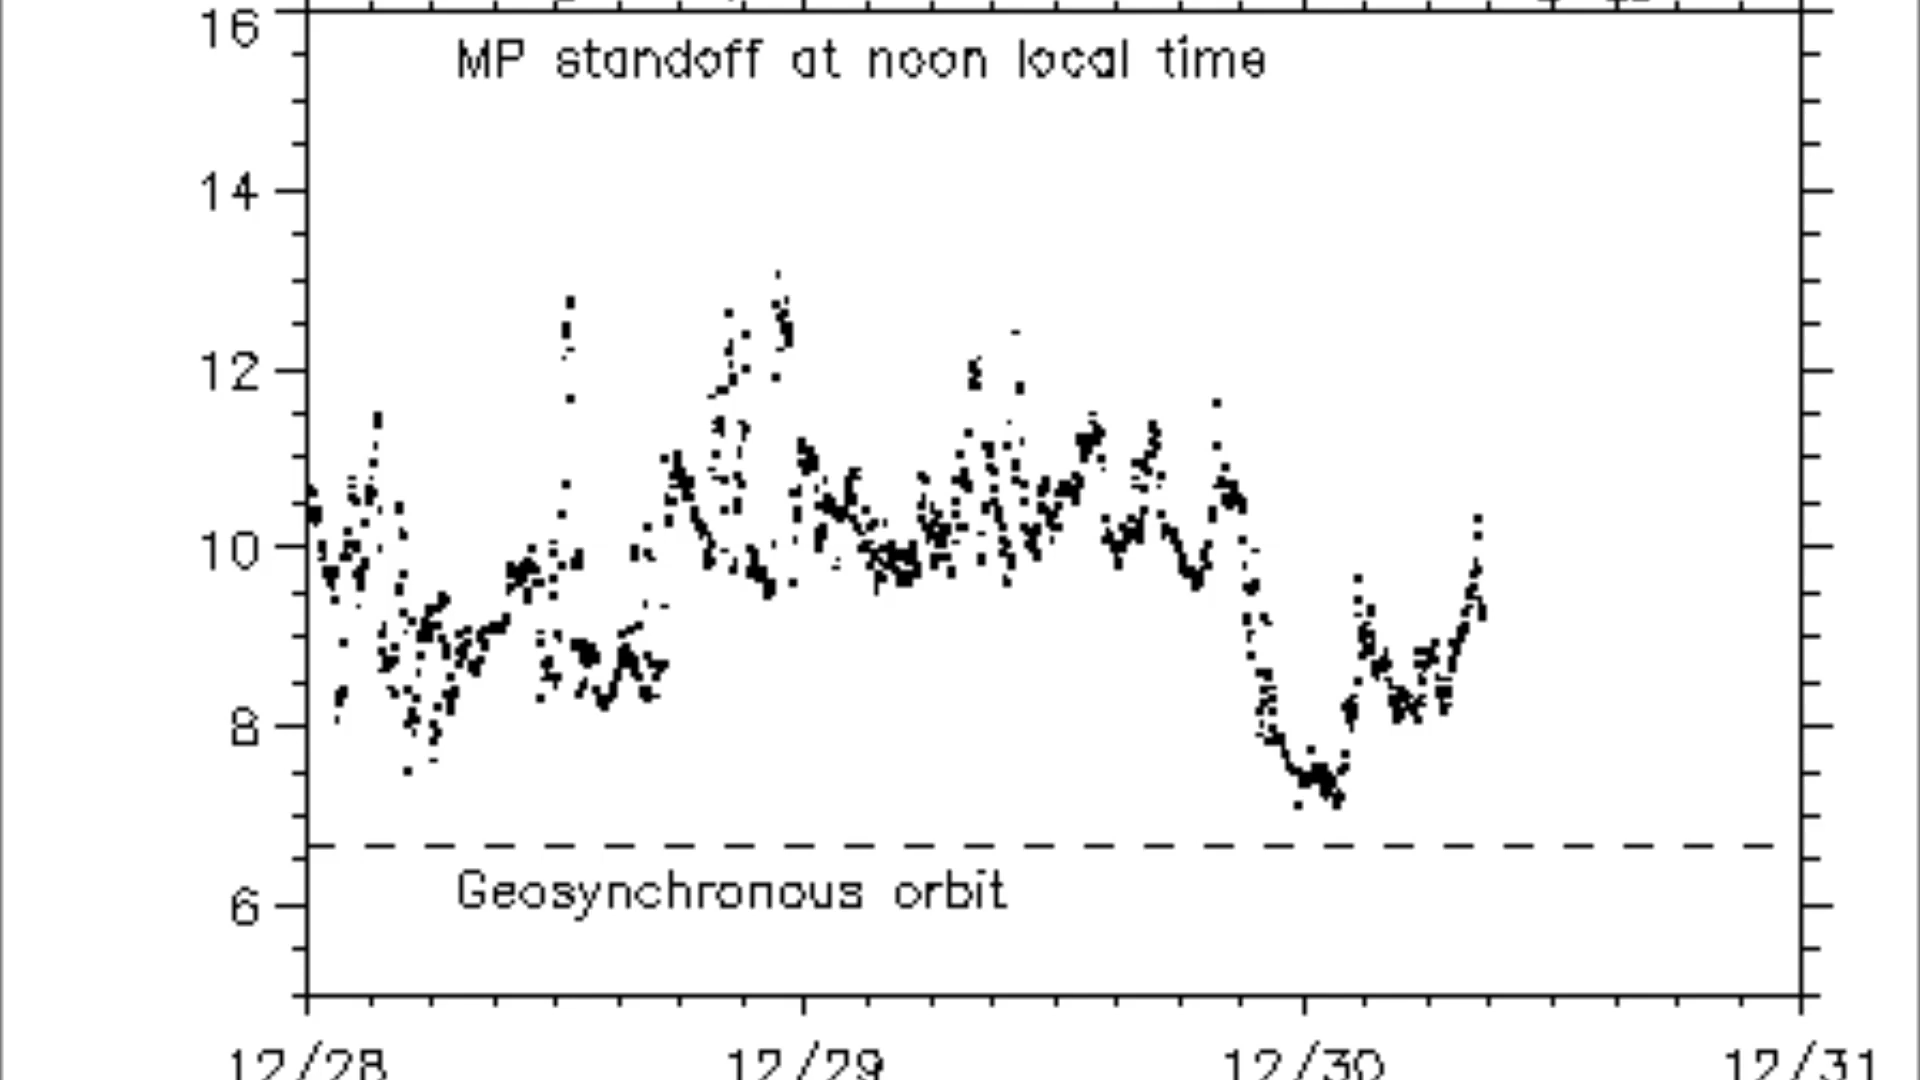 16
MP standoff at noon local time
14
12
10
8
Geosynchronous orbit
6
12/28 12/29 12/30 12/31